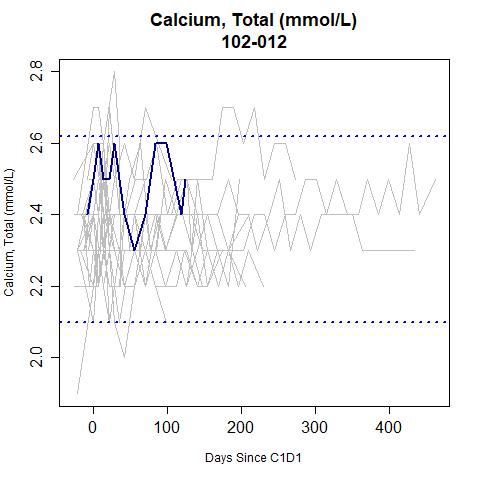 Calcium, Total (mmol/L)
102-012
Calcium, Total (mmol/L)
2.8
2.6
2.4
2.2
2.0
0 100 200 300 400
Days Since C1D1